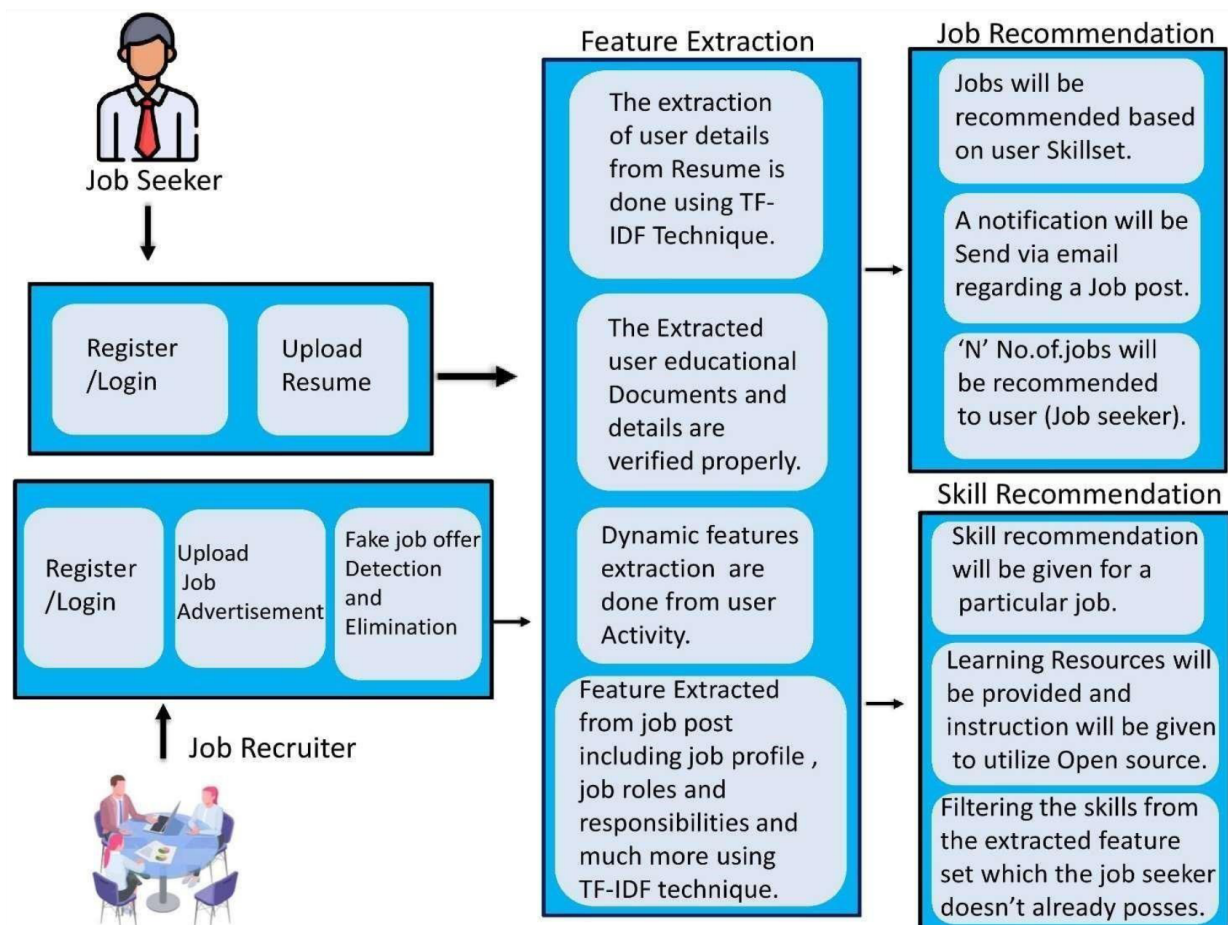 Job Seeker
Register
/Login
Upload
Resume
Register
/Login
Upload
Job
Advertisement
Fake job offer
Detection
and
Elimination
Job Recruiter
Feature Extraction
The extraction
of user details
from Resume is
done using TF-
IDF Technique.
The Extracted
user educational
Documents and
details are
verified properly.
Dynamic features
extraction are
done from user
Activity.
Feature Extracted
from job post
including job profile ,
job roles and
responsibilities and
much more using
TF-IDF technique.
Job Recommendation
Jobs will be
recommended based
on user Skillset.
A notification will be
Send via email
regarding a Job post.
‘N’ No.of.jobs will
be recommended
to user (Job seeker).
Skill Recommendation
Skill recommendation
will be given for a
particular job.
Learning Resources will
be provided and
instruction will be given
to utilize Open source.
Filtering the skills from
the extracted feature
set which the job seeker
doesn’t already posses.